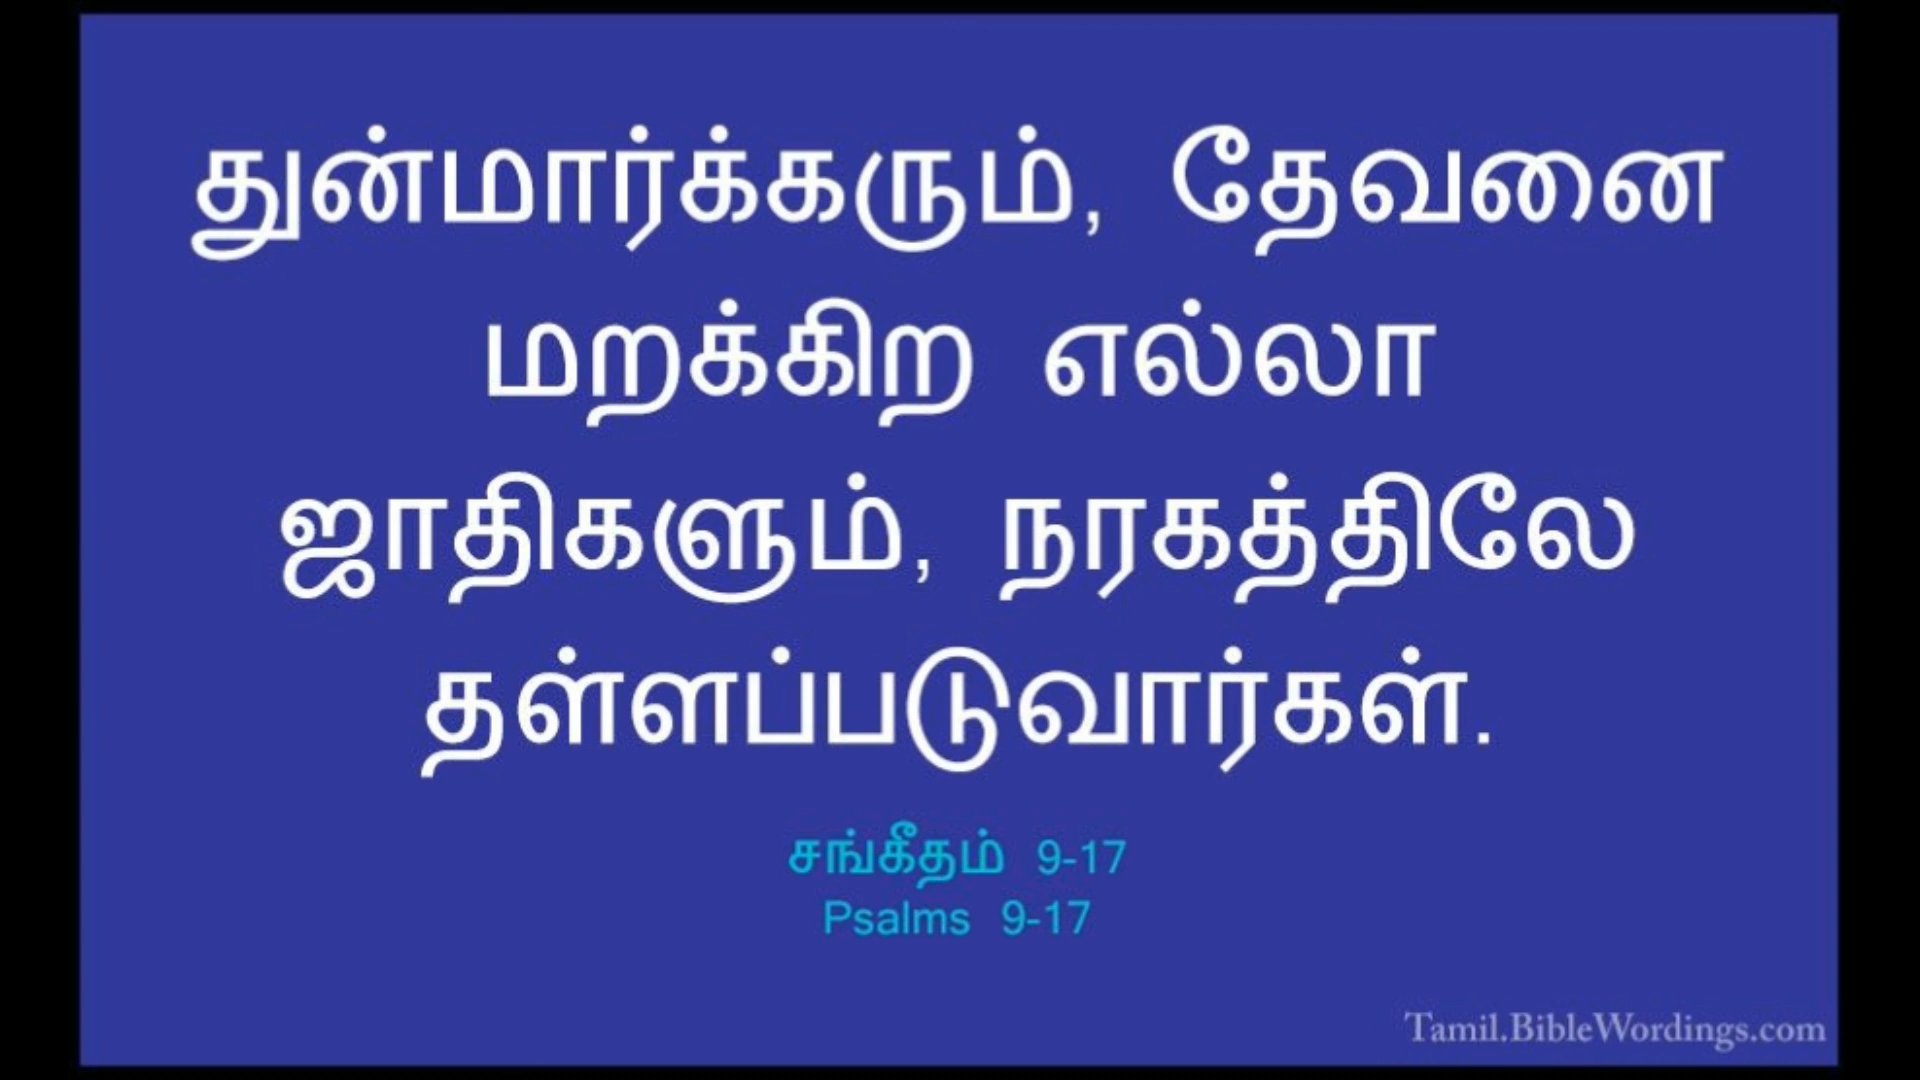 துன்மார்க்கரும், தேவனை
மறக்கிற எல்லா
ஜாதிகளும், நரகத்திலே
தள்ளப்படுவார்கள்.
சங்கீதம் 9-17
Psalms 9-17
Tamil.BibleWordings.com